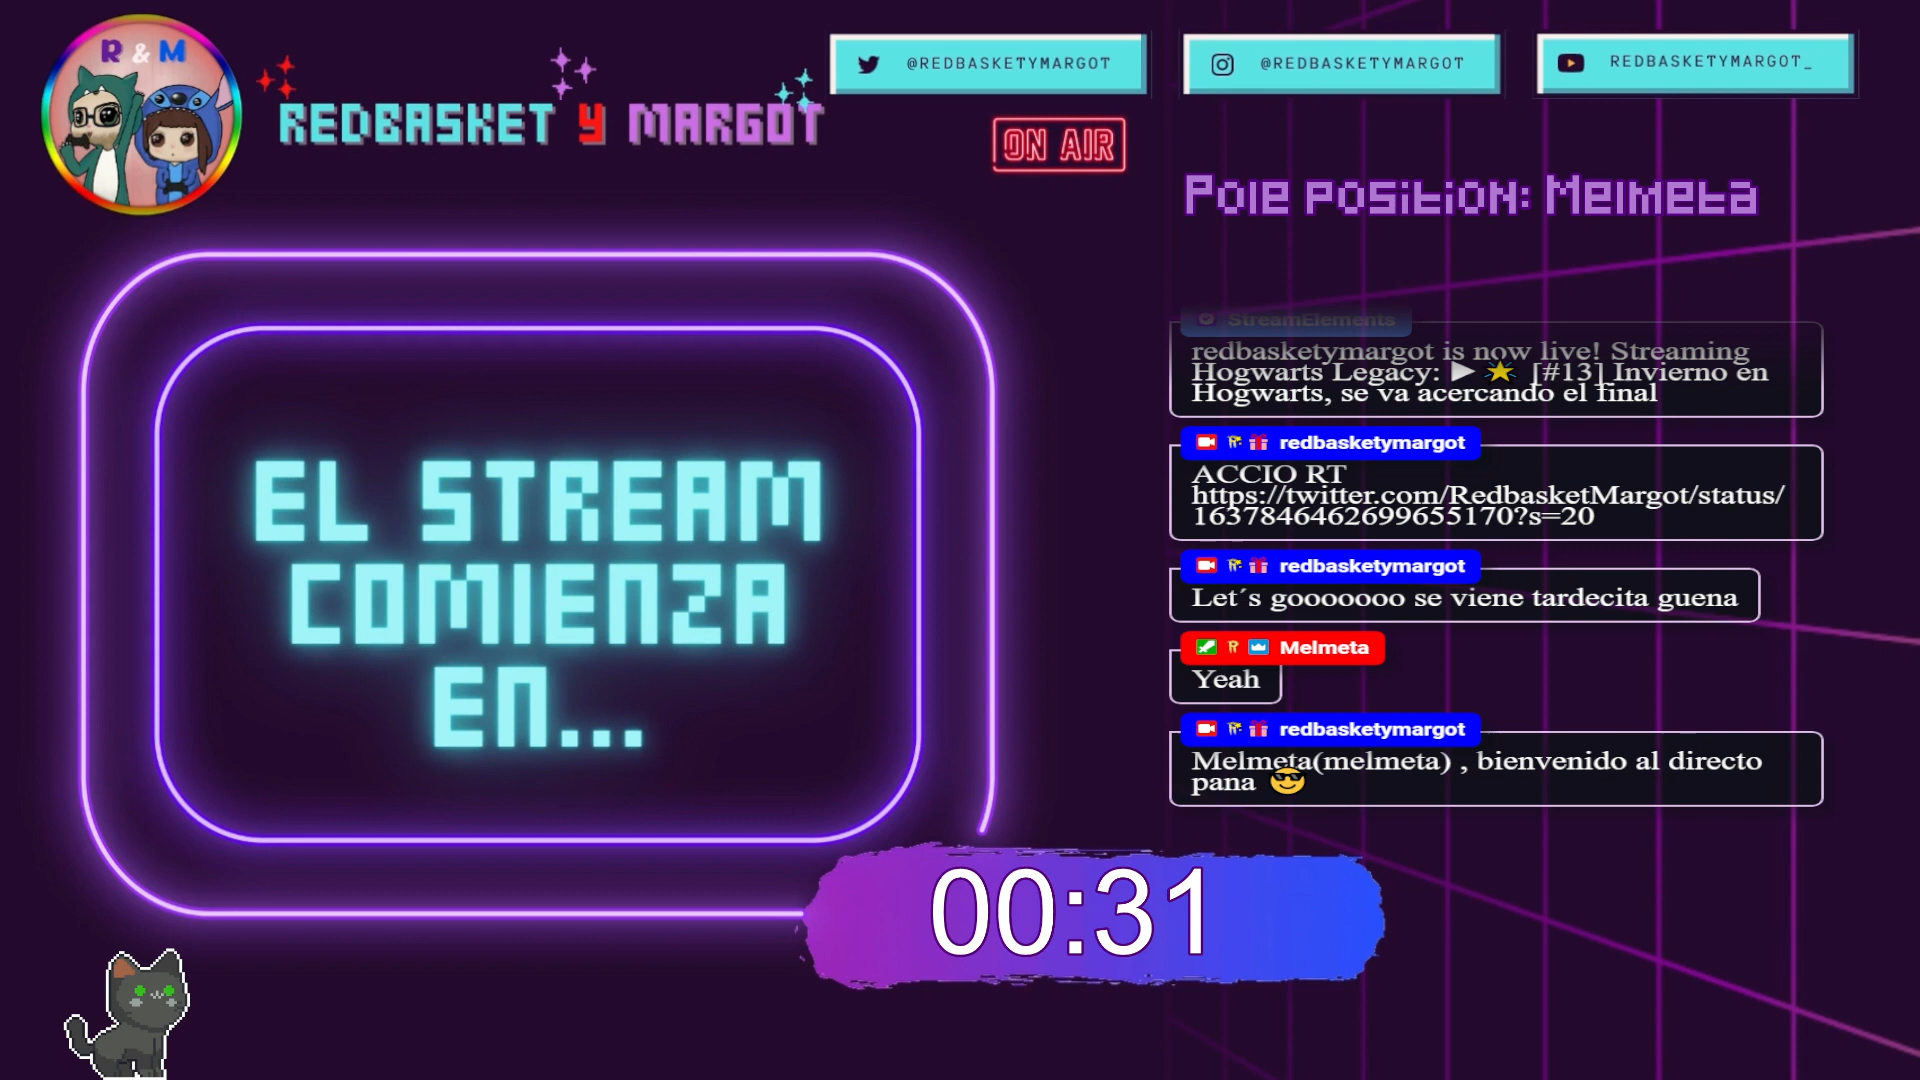 R & M
REDBASKET Y MARGOT
@REDBASKETYMARGOT
@REDBASKETYMARGOT
REDBASKETYMARGOT_
ON AIR
Pole position: Melmeta
EL STREAM
COMIENZA
EN...
StreamElements
redbasketymargot is now live! Streaming
Hogwarts Legacy: ▶ 🌟 [#13] Invierno en
Hogwarts, se va acercando el final
redbasketymargot
ACCIO RT
https://twitter.com/RedbasketMargot/status/
1637846462699655170?s=20
redbasketymargot
Let´s gooooooo se viene tardecita guena
Melmeta
Yeah
redbasketymargot
Melmeta(melmeta) , bienvenido al directo
pana 😎
00:31